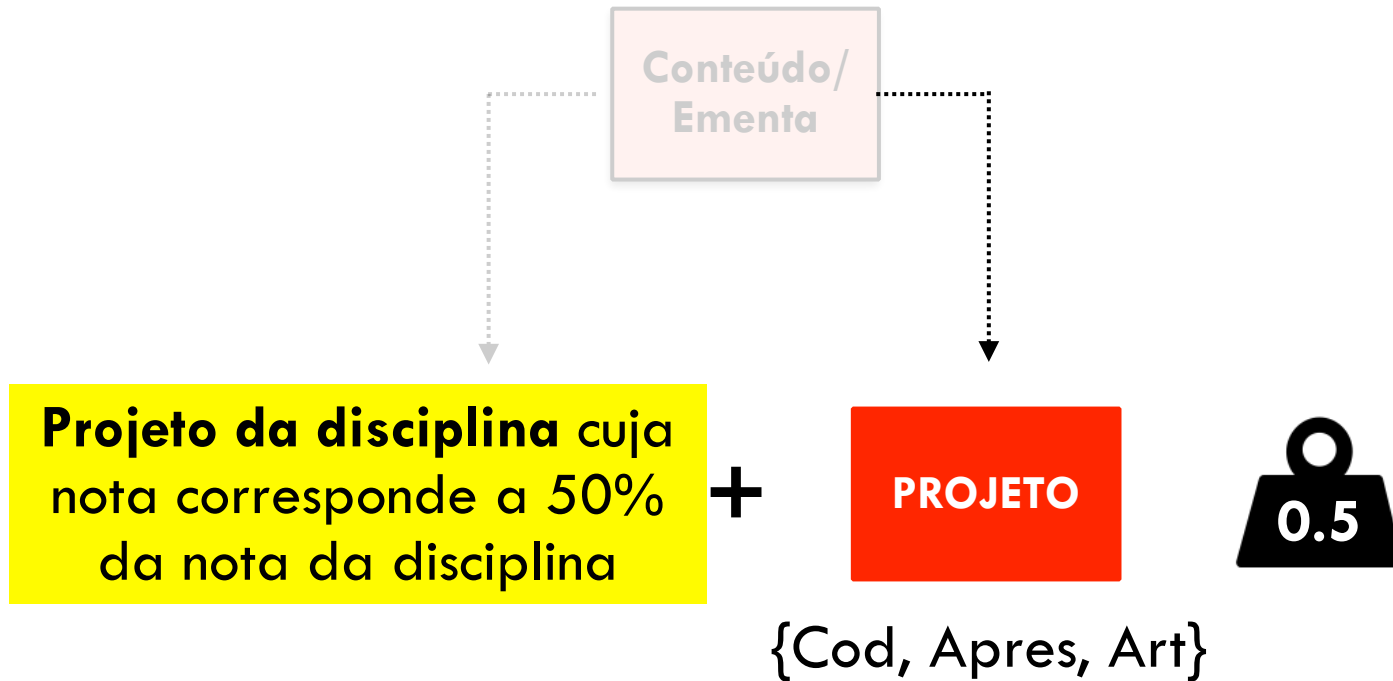 Conteúdo/
Ementa
Projeto da disciplina cuja
nota corresponde a 50%
da nota da disciplina
+
PROJETO
0.5
{Cod, Apres, Art}